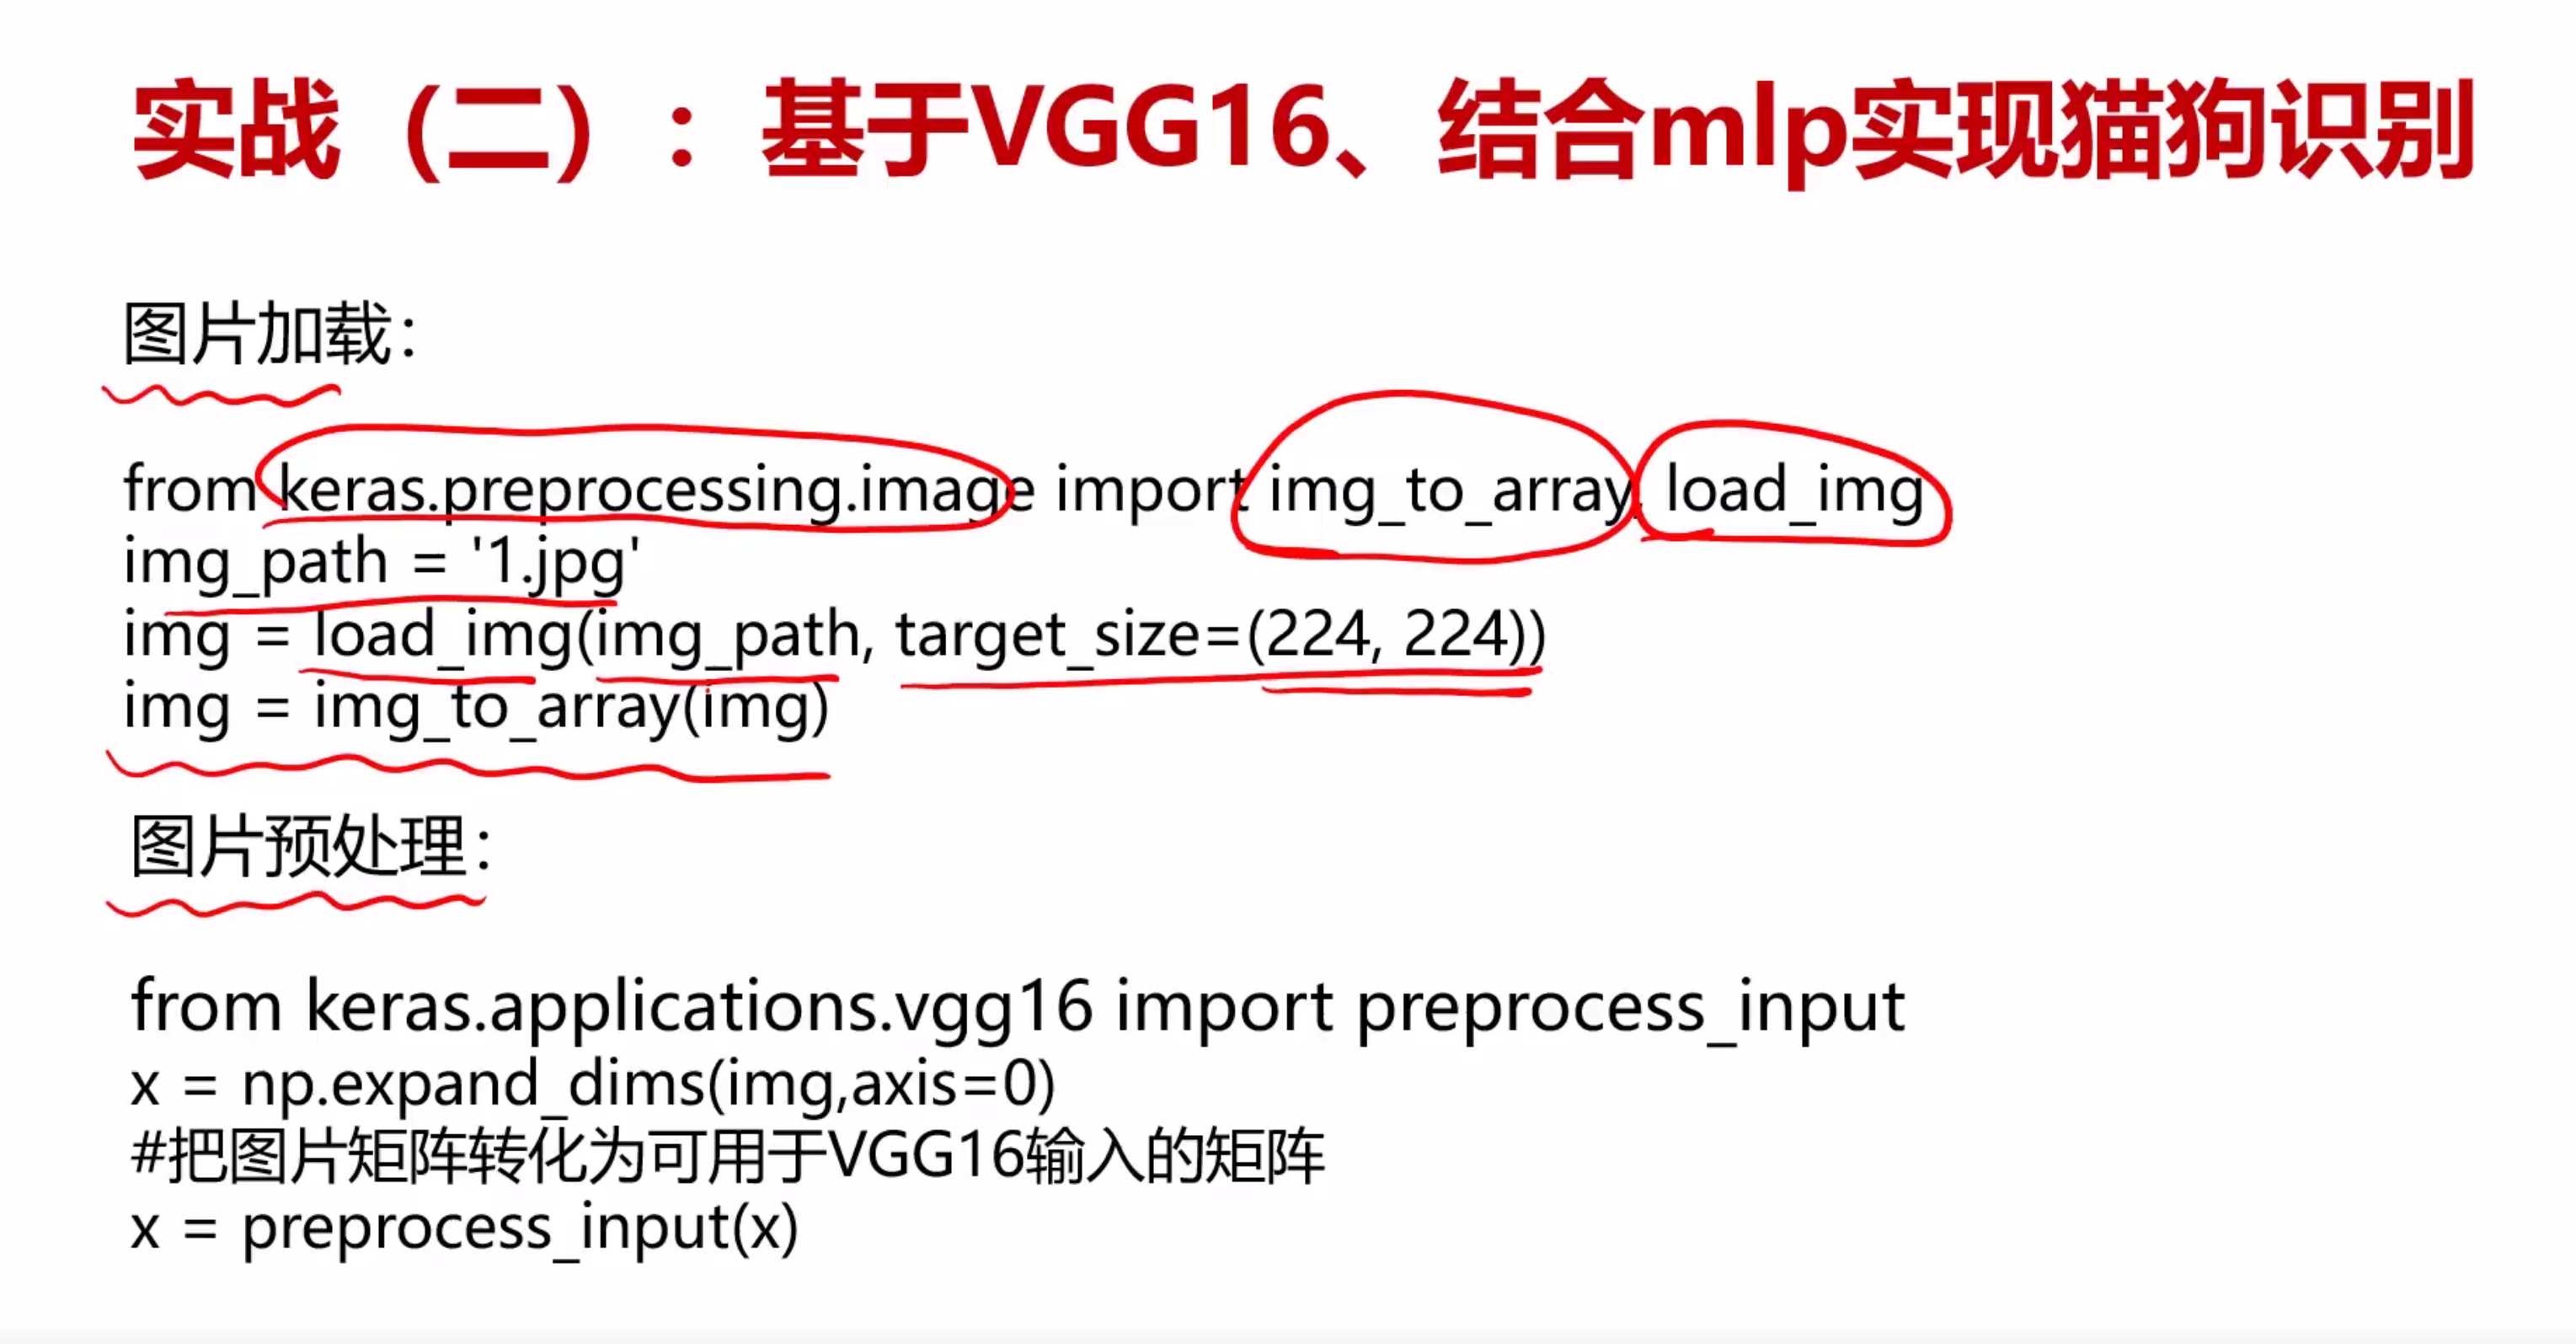 实战（二）：基于VGG16、结合mlp实现猫狗识别
图片加载：
from keras.preprocessing.image import img_to_array, load_img
img_path = '1.jpg'
img = load_img(img_path, target_size=(224, 224))
img = img_to_array(img)
图片预处理：
from keras.applications.vgg16 import preprocess_input
x = np.expand_dims(img,axis=0)
#把图片矩阵转化为可用于VGG16输入的矩阵
x = preprocess_input(x)